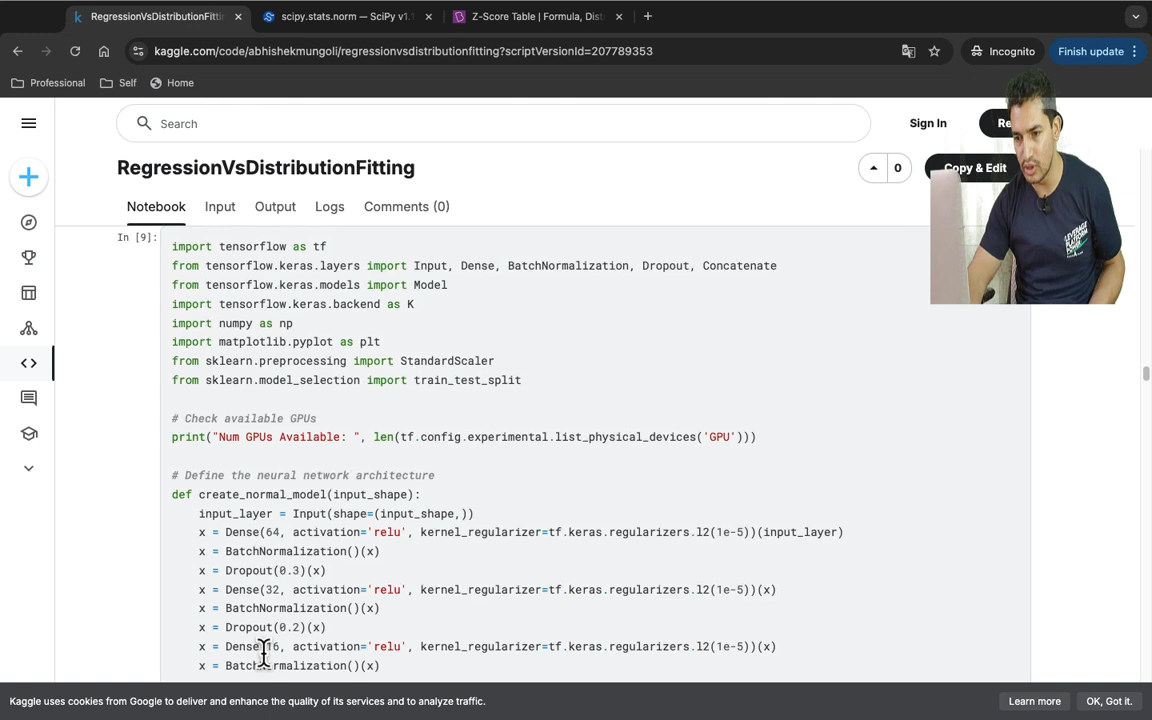 RegressionVsDistributionFitti
scipy.stats.norm — SciPy v1.1
Z-Score Table | Formula, Dist
kaggle.com/code/abhishekmungoli/regressionvsdistributionfitting?scriptVersionId=207789353
Incognito
Finish update
Professional
Self
Home
Search
Sign In
RegressionVsDistributionFitting
0
Copy & Edit
Notebook
Input
Output
Logs
Comments (0)
In [9]:
import tensorflow as tf
from tensorflow.keras.layers import Input, Dense, BatchNormalization, Dropout, Concatenate
from tensorflow.keras.models import Model
import tensorflow.keras.backend as K
import numpy as np
import matplotlib.pyplot as plt
from sklearn.preprocessing import StandardScaler
from sklearn.model_selection import train_test_split
# Check available GPUs
print("Num GPUs Available: ", len(tf.config.experimental.list_physical_devices('GPU')))
# Define the neural network architecture
def create_normal_model(input_shape):
input_layer = Input(shape=(input_shape,))
x = Dense(64, activation='relu', kernel_regularizer=tf.keras.regularizers.l2(1e-5))(input_layer)
x = BatchNormalization()(x)
x = Dropout(0.3)(x)
x = Dense(32, activation='relu', kernel_regularizer=tf.keras.regularizers.l2(1e-5))(x)
x = BatchNormalization()(x)
x = Dropout(0.2)(x)
x = Dense(16, activation='relu', kernel_regularizer=tf.keras.regularizers.l2(1e-5))(x)
x = BatchNormalization()(x)
LEVERAGE
PLATFORM
POWER
Kaggle uses cookies from Google to deliver and enhance the quality of its services and to analyze traffic.
Learn more
OK, Got it.